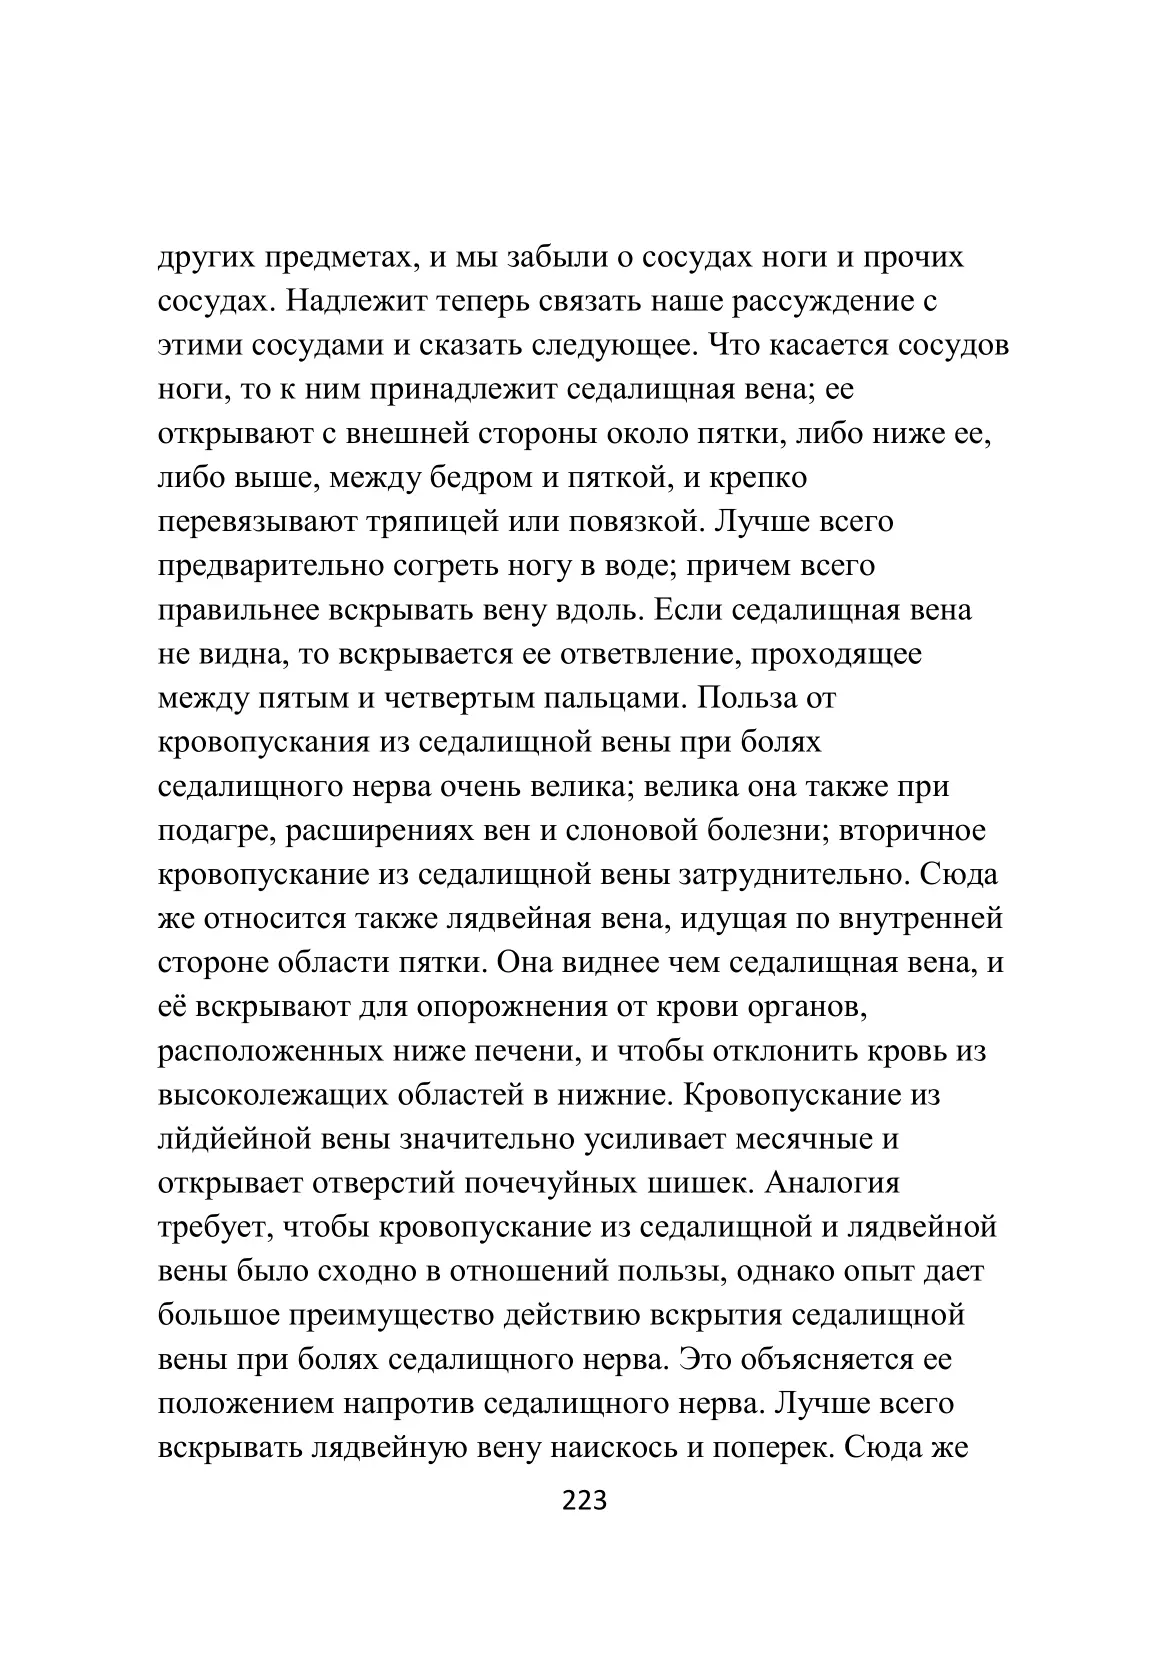 других предметах, и мы забыли о сосудах ноги и прочих
сосудах. Надлежит теперь связать наше рассуждение с
этими сосудами и сказать следующее. Что касается сосудов
ноги, то к ним принадлежит седалищная вена; ее
открывают с внешней стороны около пятки, либо ниже ее,
либо выше, между бедром и пяткой, и крепко
перевязывают тряпицей или повязкой. Лучше всего
предварительно согреть ногу в воде; причем всего
правильнее вскрывать вену вдоль. Если седалищная вена
не видна, то вскрывается ее ответвление, проходящее
между пятым и четвертым пальцами. Польза от
кровопускания из седалищной вены при болях
седалищного нерва очень велика; велика она также при
подагре, расширениях вен и слоновой болезни; вторичное
кровопускание из седалищной вены затруднительно. Сюда
же относится также лядвейная вена, идущая по внутренней
стороне области пятки. Она виднее чем седалищная вена, и
её вскрывают для опорожнения от крови органов,
расположенных ниже печени, и чтобы отклонить кровь из
высоколежащих областей в нижние. Кровопускание из
лйдйейной вены значительно усиливает месячные и
открывает отверстий почечуйных шишек. Аналогия
требует, чтобы кровопускание из седалищной и лядвейной
вены было сходно в отношений пользы, однако опыт дает
большое преимущество действию вскрытия седалищной
вены при болях седалищного нерва. Это объясняется ее
положением напротив седалищного нерва. Лучше всего
вскрывать лядвейную вену наискось и поперек. Сюда же
223